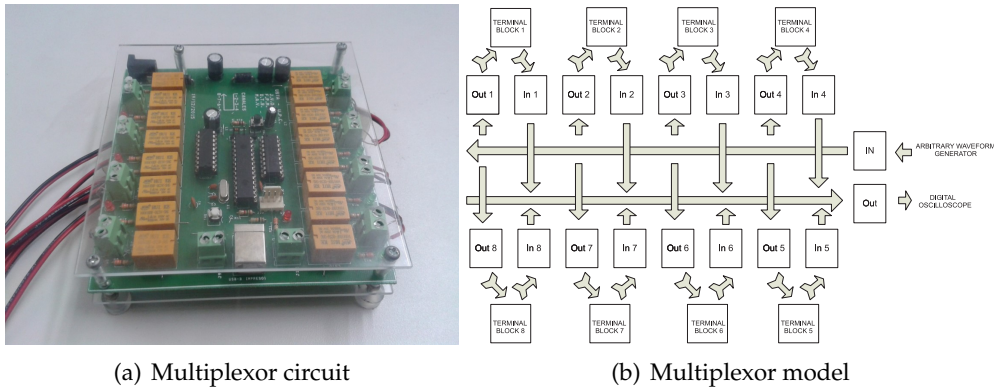 TERMINAL
BLOCK 1
TERMINAL
BLOCK 2
TERMINAL
BLOCK 3
TERMINAL
BLOCK 4
Out 1
In 1
Out 2
In 2
Out 3
In 3
Out 4
In 4
IN
ARBITRARY WAVEFORM
GENERATOR
Out
DIGITAL
OSCILLOSCOPE
Out 8
In 8
Out 7
In 7
Out 6
In 6
Out 5
In 5
TERMINAL
BLOCK 8
TERMINAL
BLOCK 7
TERMINAL
BLOCK 6
TERMINAL
BLOCK 5
(a) Multiplexor circuit
(b) Multiplexor model